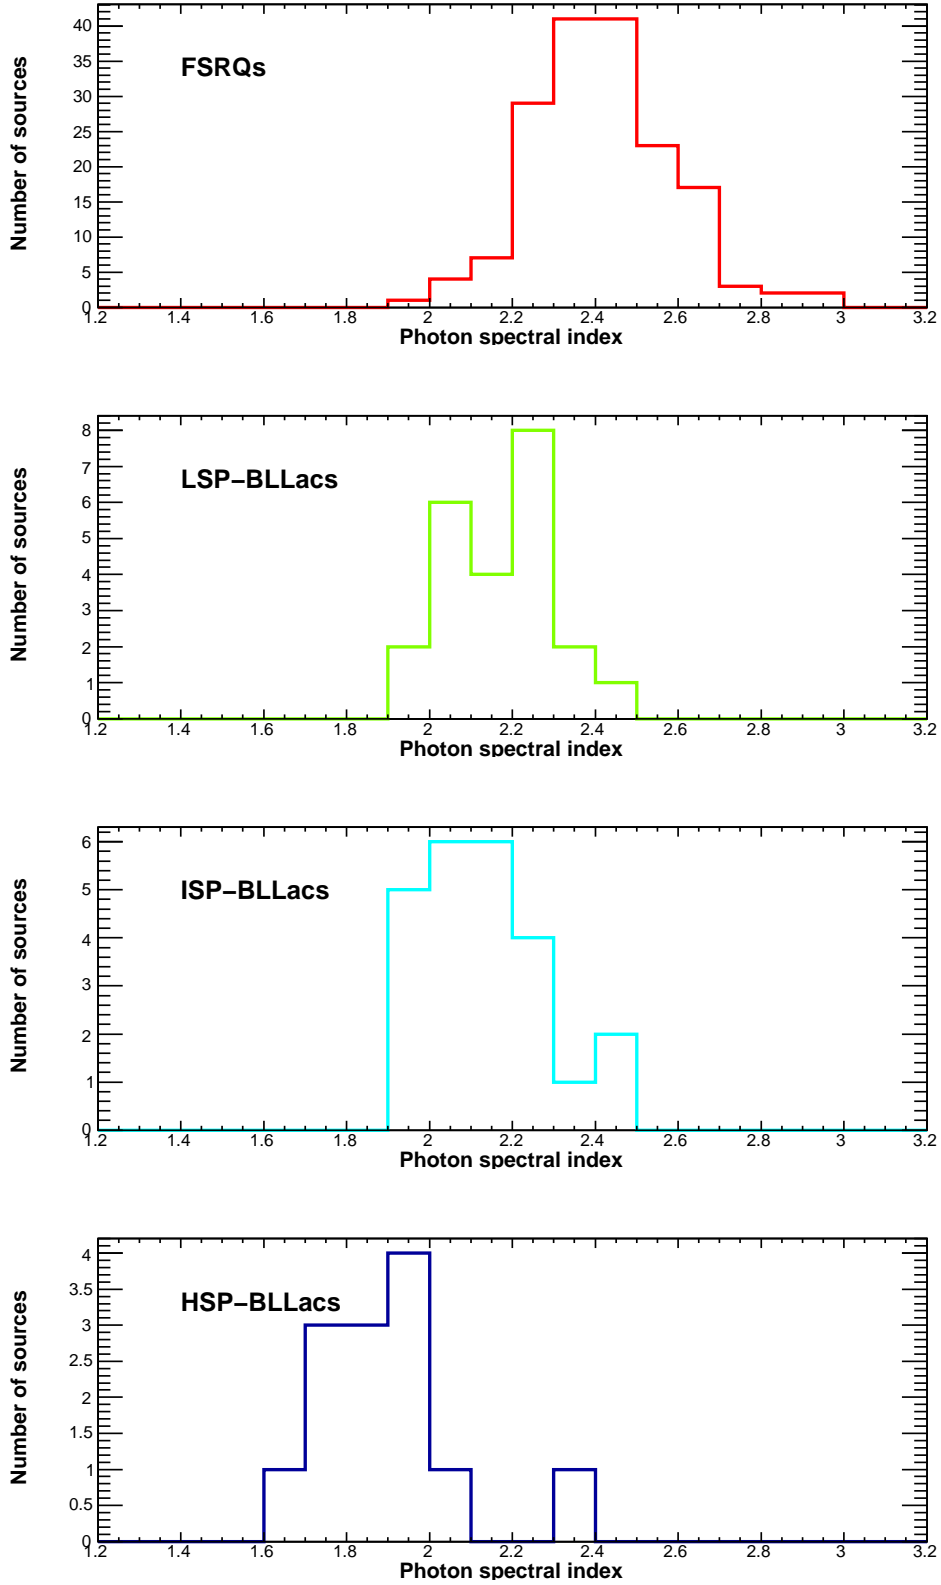 Number of sources
FSRQs
40
35
30
25
20
15
10
5
0
1.2 1.4 1.6 1.8 2 2.2 2.4 2.6 2.8 3 3.2
Photon spectral index
Number of sources
LSP−BLLacs
8
7
6
5
4
3
2
1
0
1.2 1.4 1.6 1.8 2 2.2 2.4 2.6 2.8 3 3.2
Photon spectral index
Number of sources
ISP−BLLacs
6
5
4
3
2
1
0
1.2 1.4 1.6 1.8 2 2.2 2.4 2.6 2.8 3 3.2
Photon spectral index
Number of sources
HSP−BLLacs
4
3.5
3
2.5
2
1.5
1
0.5
0
1.2 1.4 1.6 1.8 2 2.2 2.4 2.6 2.8 3 3.2
Photon spectral index